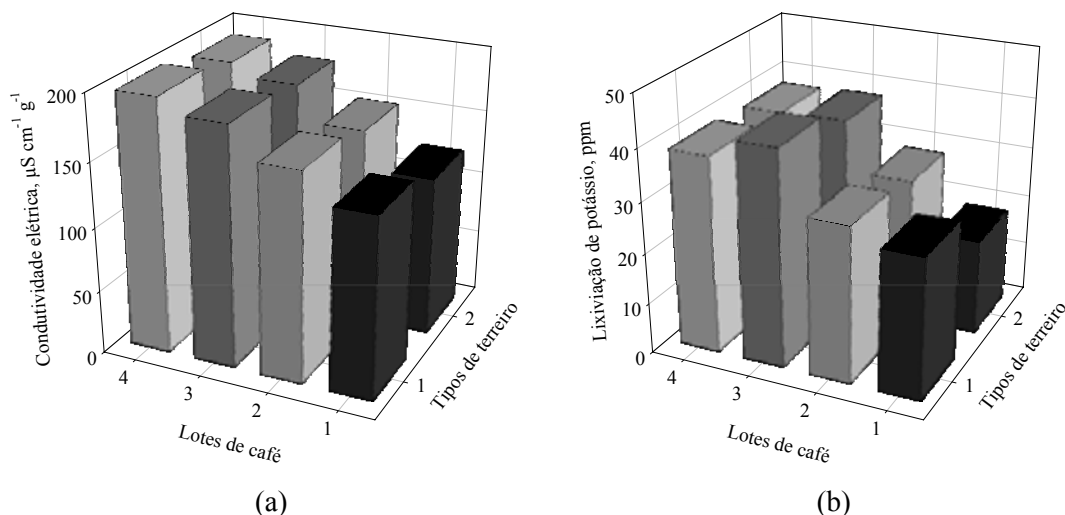 Condutividade elétrica, µS cm⁻¹ g⁻¹
200
150
100
50
0
4
3
2
1
Lotes de café
1
2
Tipos de terreiro
(a)
Lixiviação de potássio, ppm
50
40
30
20
10
0
4
3
2
1
Lotes de café
1
2
Tipos de terreiro
(b)